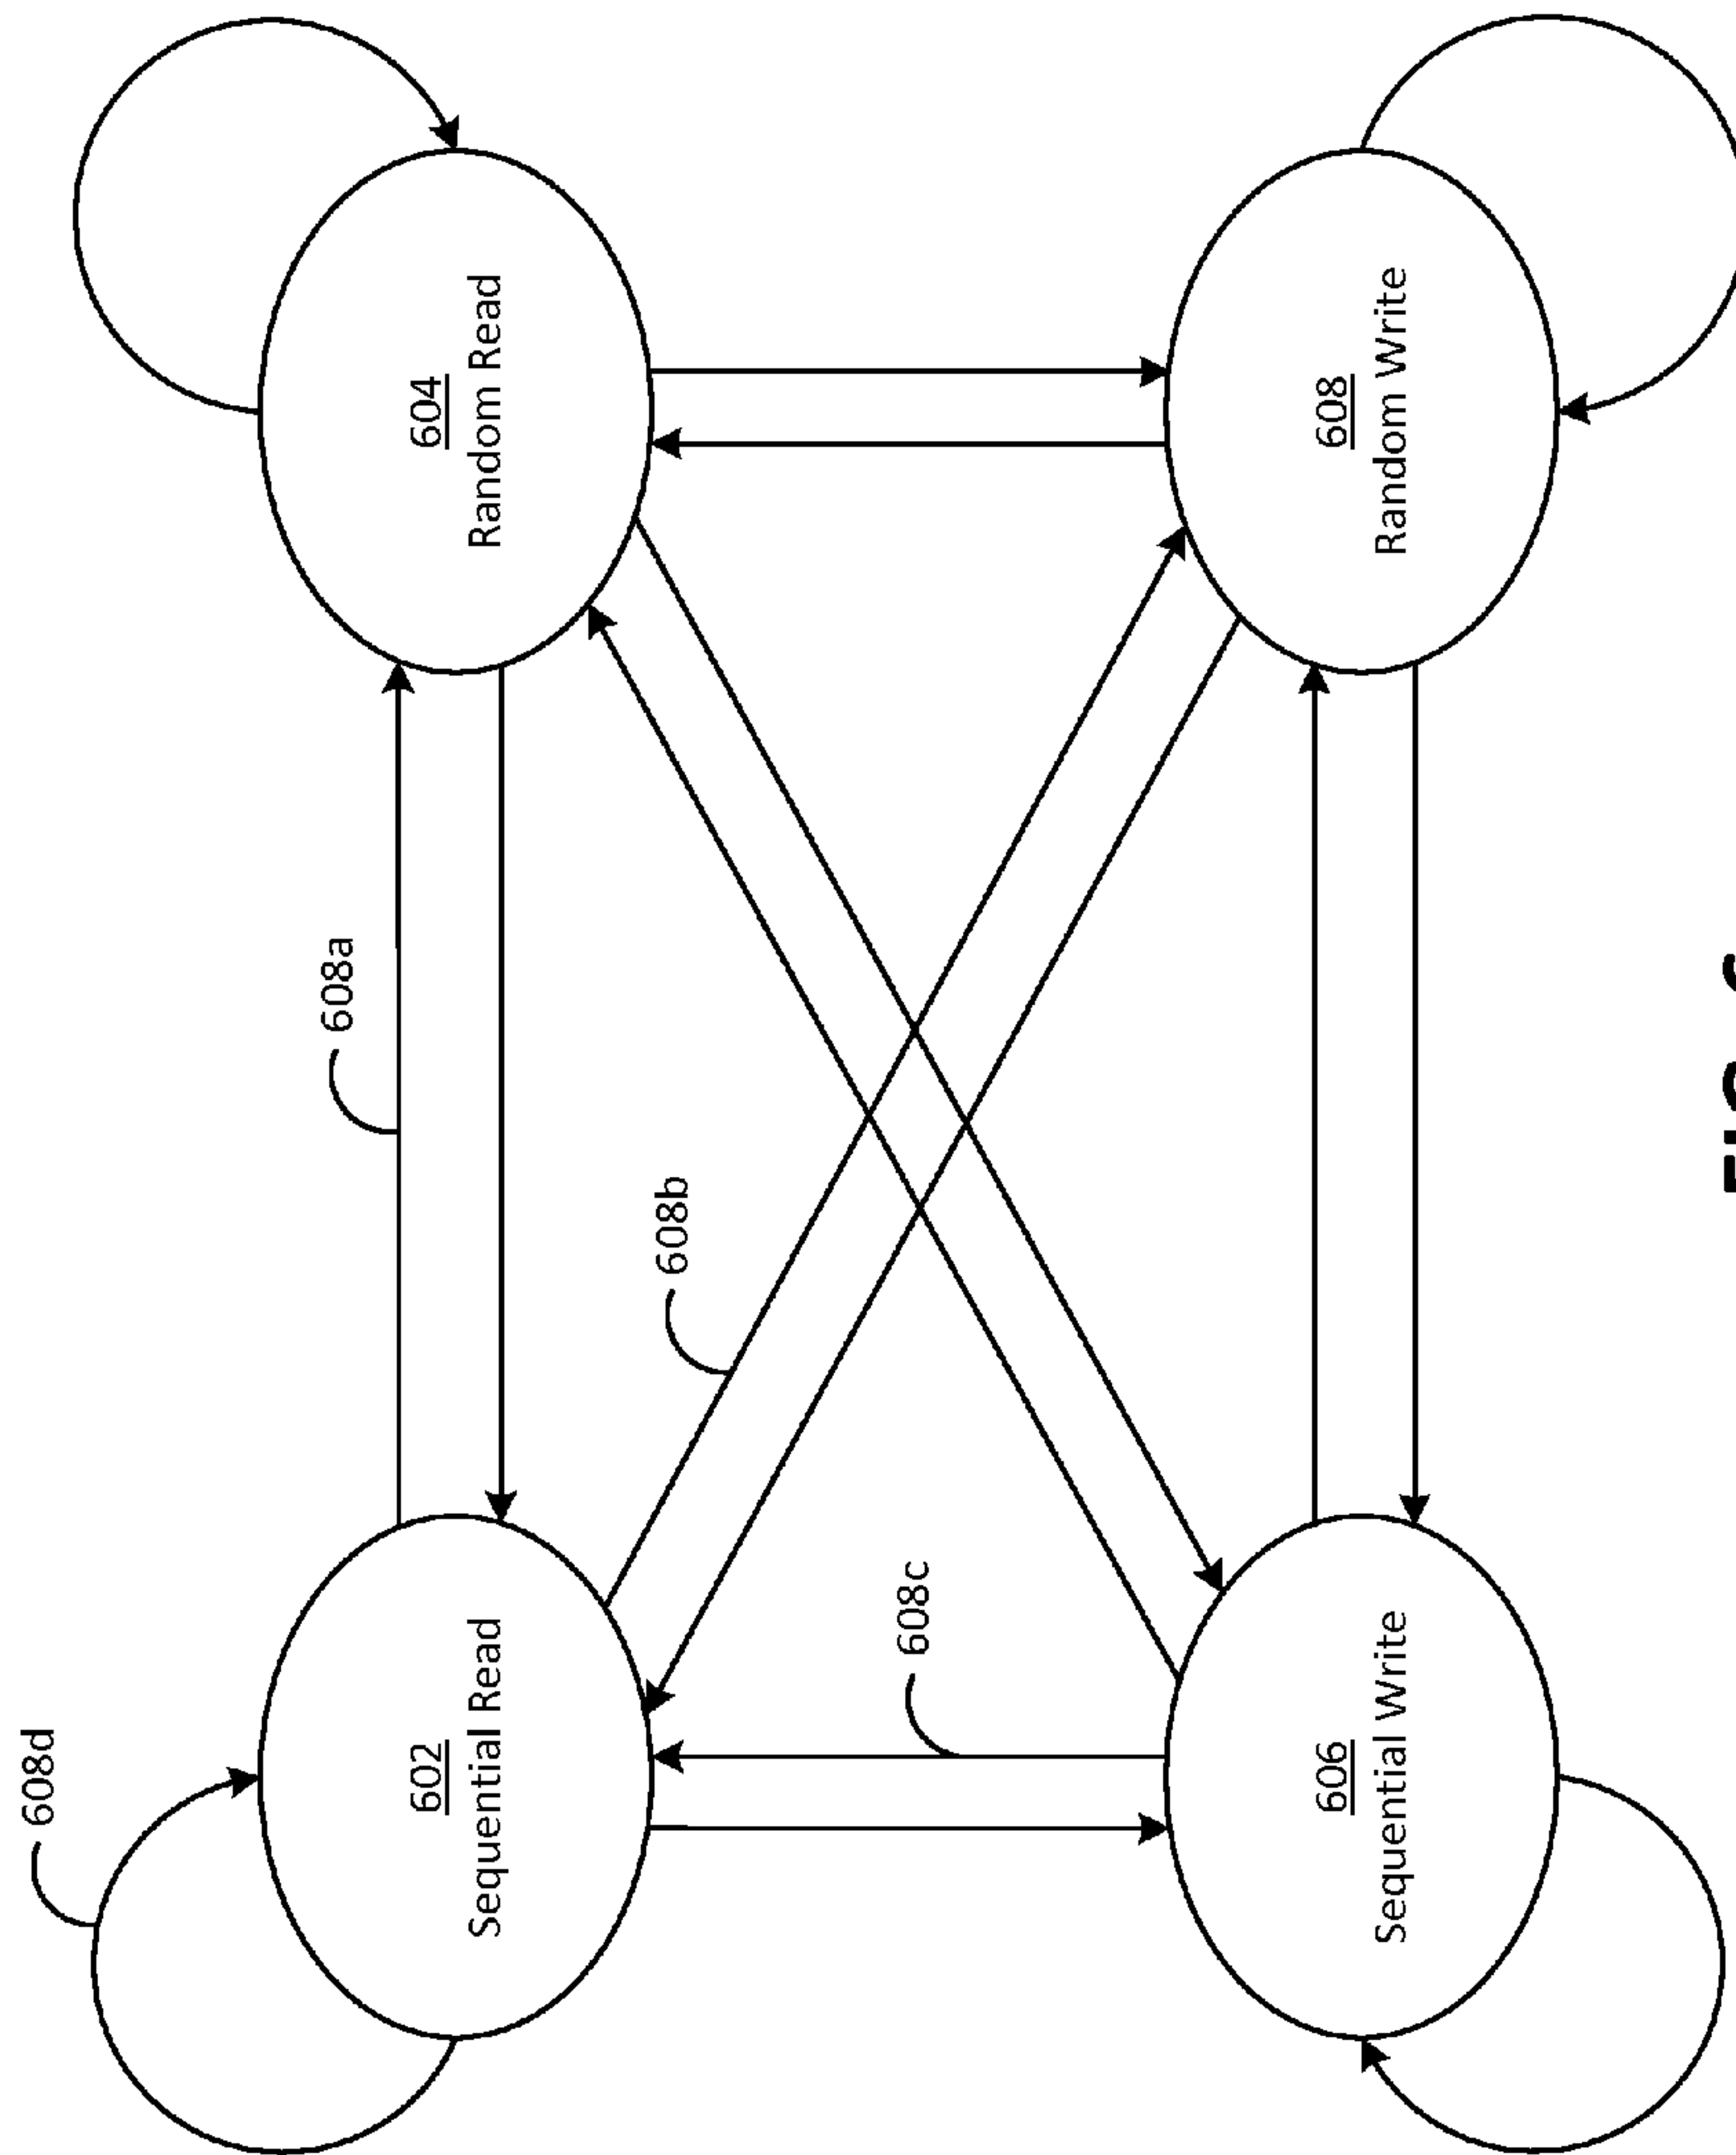 608d
608a
602
Sequential Read
604
Random Read
608b
608c
606
Sequential Write
608
Random Write